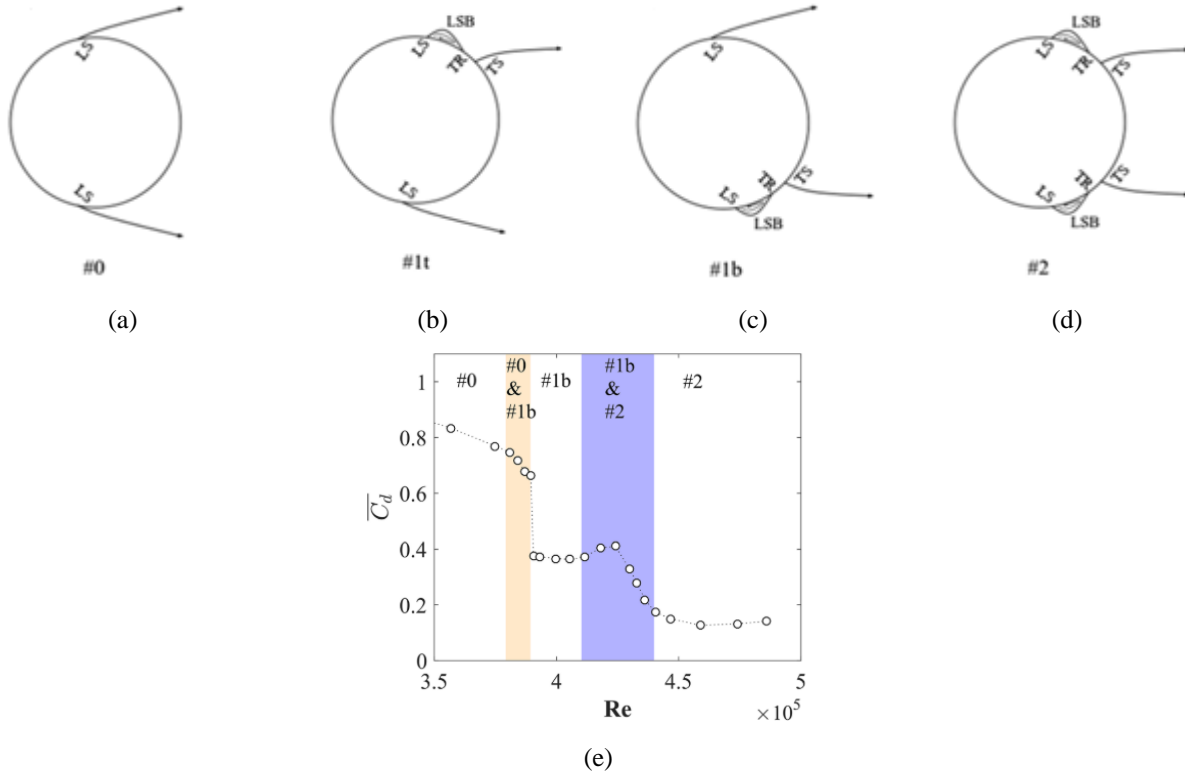 LS
LS
#0
(a)
LSB
LS
TR
TS
LS
#1t
(b)
LS
TR
TS
LS
LSB
#1b
(c)
LSB
LS
TR
TS
TR
TS
LS
LSB
#2
(d)
#0
#0
&
#1b
#1b
#1b
&
#2
#2
1
0.8
0.6
0.4
0.2
0
C_d
3.5 4 4.5 5
×10^5
Re
(e)